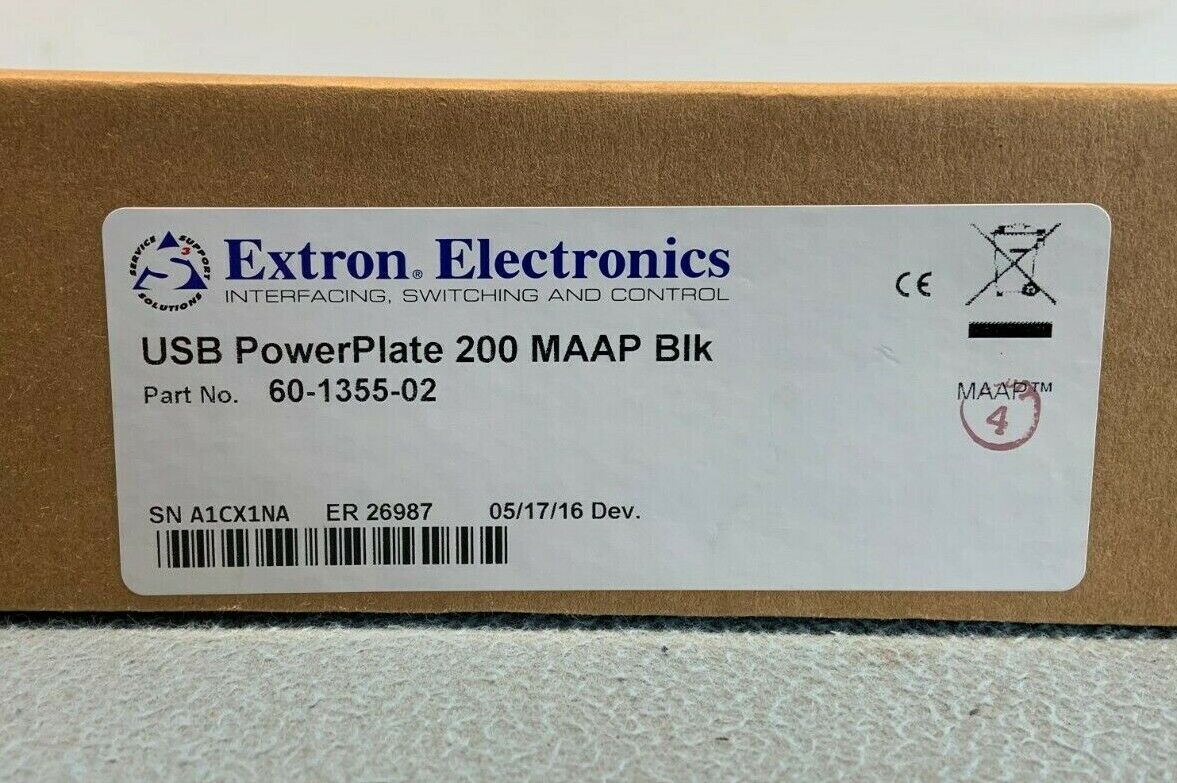 SERVICE SUPPORT SOLUTIONS
S3
Extron® Electronics
INTERFACING, SWITCHING AND CONTROL
CE
USB PowerPlate 200 MAAP Blk
Part No. 60-1355-02
MAAP™
4
SN A1CX1NA ER 26987 05/17/16 Dev.